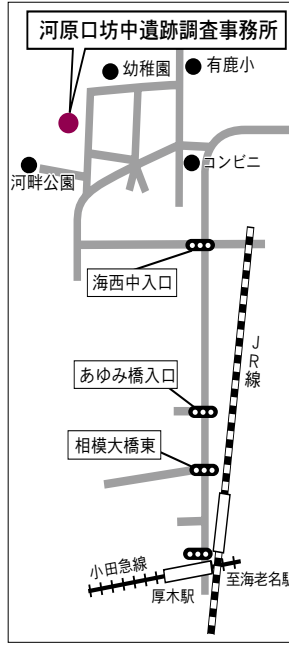 河原口坊中遺跡調査事務所
幼稚園
有鹿小
コンビニ
河畔公園
海西中入口
JR線
あゆみ橋入口
相模大橋東
小田急線
厚木駅
至海老名駅